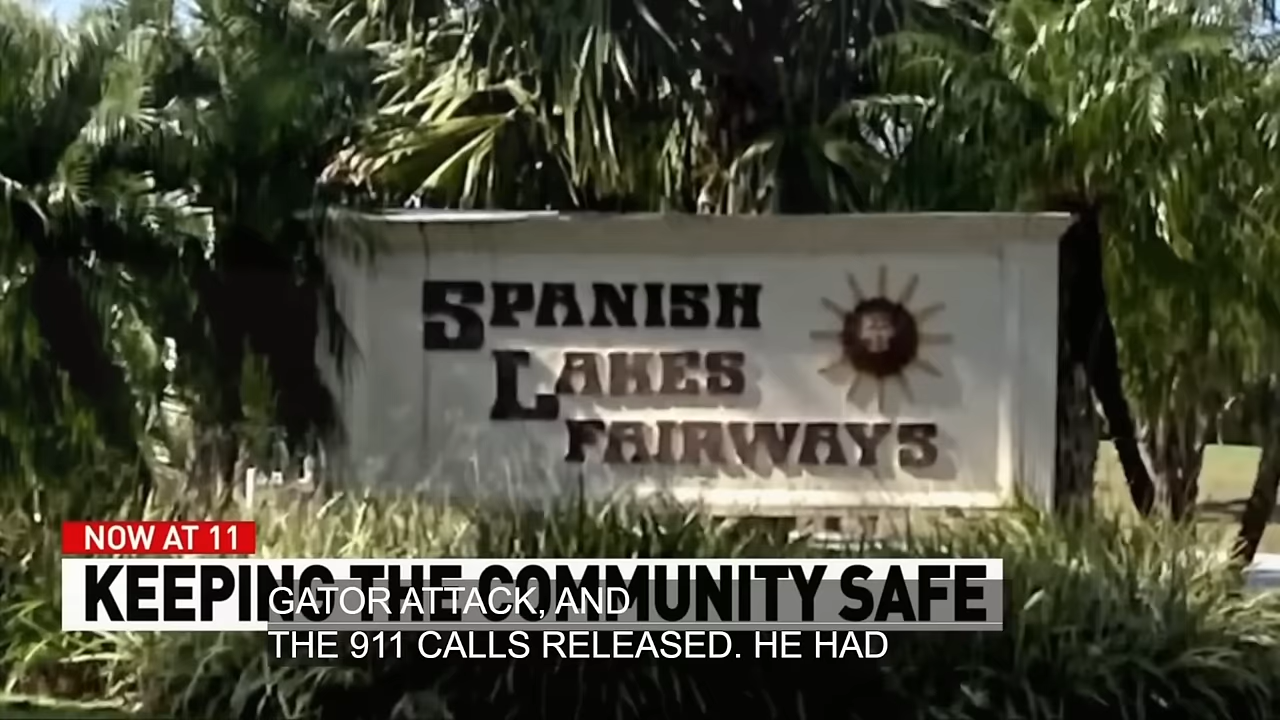 SPANISH
LAKES
FAIRWAYS
NOW AT 11
KEEPING THE COMMUNITY SAFE
GATOR ATTACK, AND
THE 911 CALLS RELEASED. HE HAD